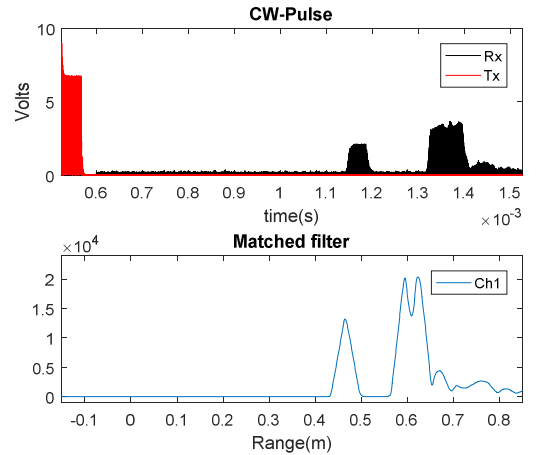 CW-Pulse
10
5
0
Volts
Rx
Tx
0.6 0.7 0.8 0.9 1 1.1 1.2 1.3 1.4 1.5
time(s)
×10-3
Matched filter
×104
2
1.5
1
0.5
0
Ch1
-0.1 0 0.1 0.2 0.3 0.4 0.5 0.6 0.7 0.8
Range(m)